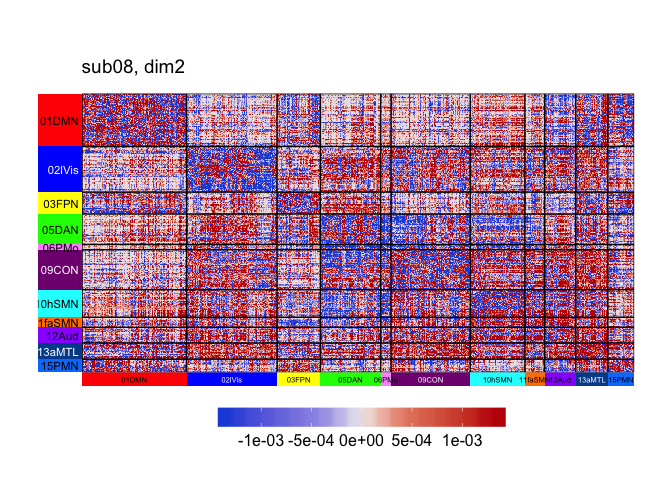 sub08, dim2
01DMN
02lVis
03FPN
05DAN
06PMo
09CON
10hSMN
1faSMN
12Aud
13aMTL
15PMN
01DMN 02lVis 03FPN 05DAN 06PMo 09CON 10hSMN 11faSMN 12Aud 13aMTL 15PMN
-1e-03 -5e-04 0e+00 5e-04 1e-03